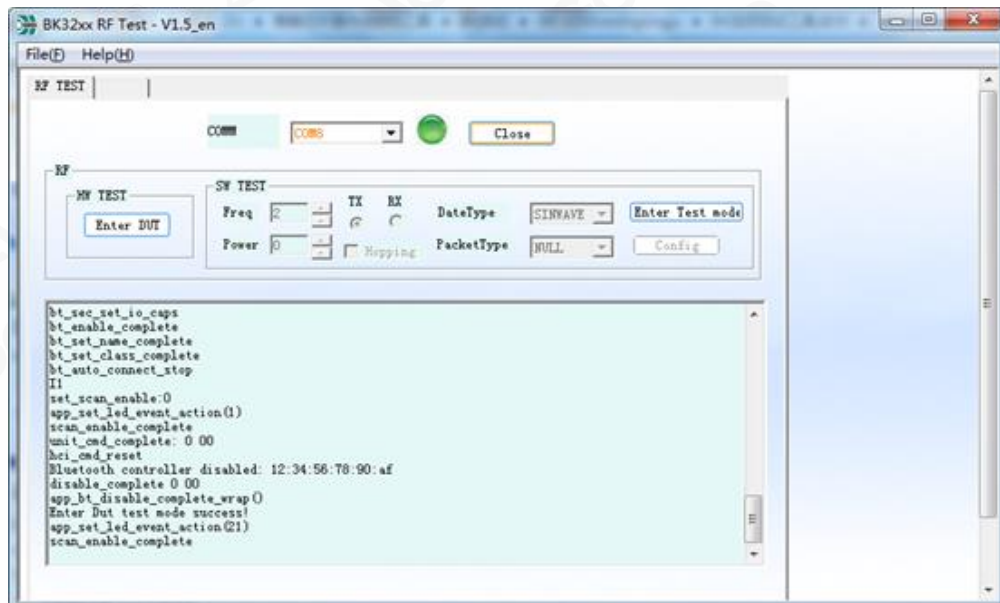 BK32xx RF Test - V1.5_en
File(F) Help(H)
RF TEST
COM8 Close
RF
HW TEST
Enter DUT
SW TEST
Freq 2 TX RX DateType SINWAVE Enter Test mode
Power 0 Hopping PacketType NULL Config
bt_sec_set_io_caps
bt_enable_complete
bt_set_name_complete
bt_set_class_complete
bt_auto_connect_stop
I1
set_scan_enable:0
app_set_led_event_action(1)
scan_enable_complete
unit_cmd_complete: 0 00
hci_cmd_reset
Bluetooth controller disabled: 12:34:56:78:90:af
disable_complete 0 00
app_bt_disable_complete_wrap()
Enter Dut test mode success!
app_set_led_event_action(21)
scan_enable_complete